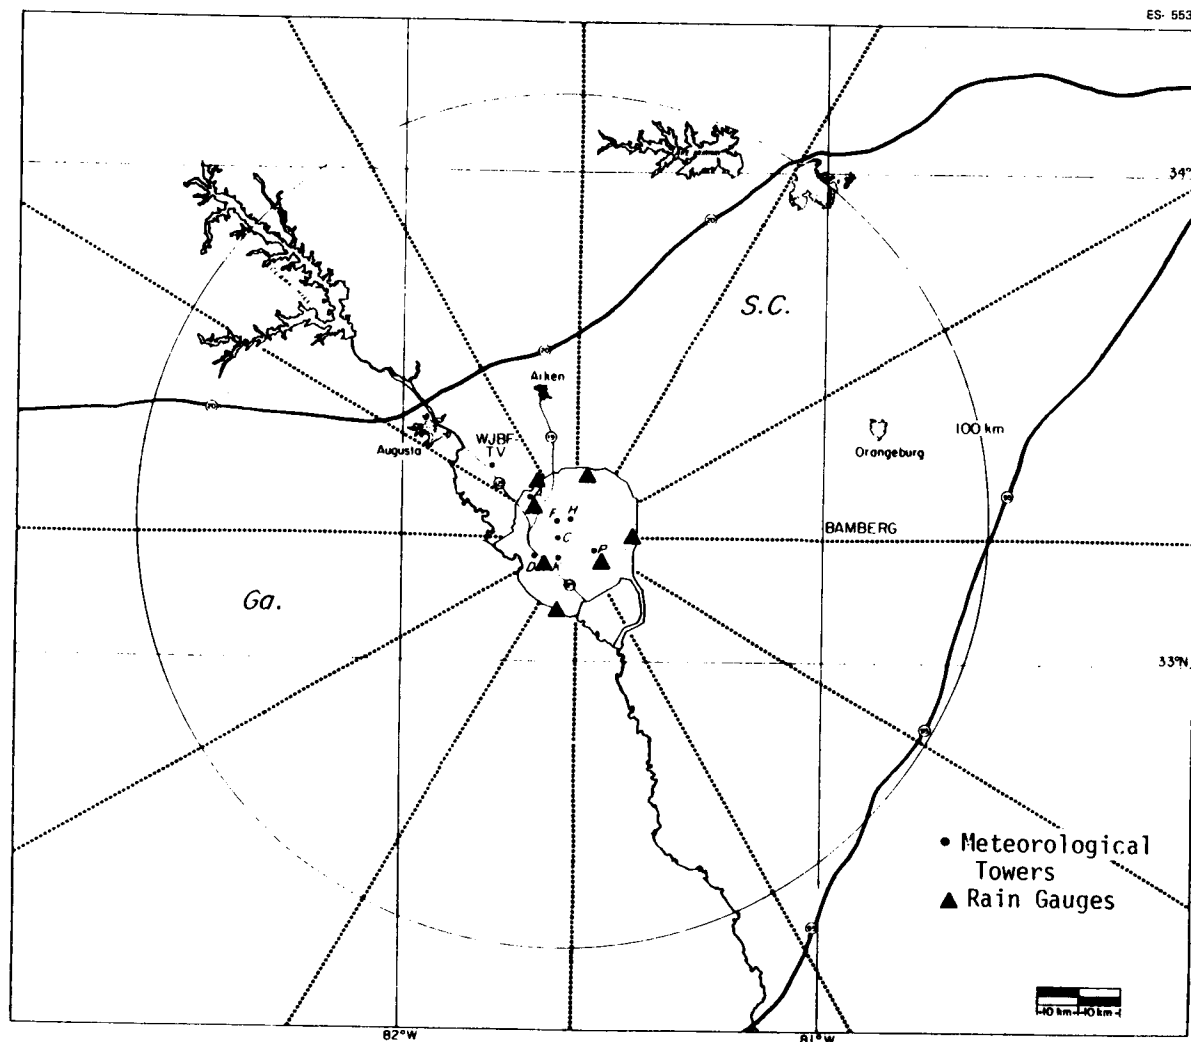 ES- 553
34°
S.C.
Aiken
100 km
WJBF-
TV
Augusta
Orangeburg
F
H
BAMBERG
C
P
D
A
Ga.
33°N
• Meteorological
Towers
▲ Rain Gauges
10 km
10 km
82°W
81°W